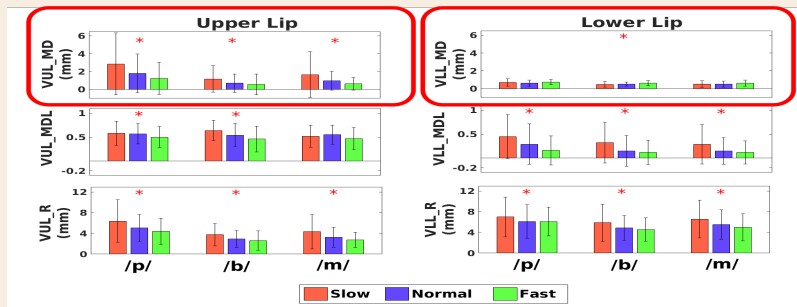 Upper Lip
VUL_MD
(mm)
6
4
2
0
*
*
*
VUL_MDL
1
0.5
-0.2
*
*
VUL_R
(mm)
12
8
4
0
*
*
*
/p/
/b/
/m/
Lower Lip
VLL_MD
(mm)
6
4
2
0
*
VLL_MDL
1
0.5
-0.2
*
*
*
VLL_R
(mm)
12
8
4
0
*
*
*
/p/
/b/
/m/
Slow Normal Fast